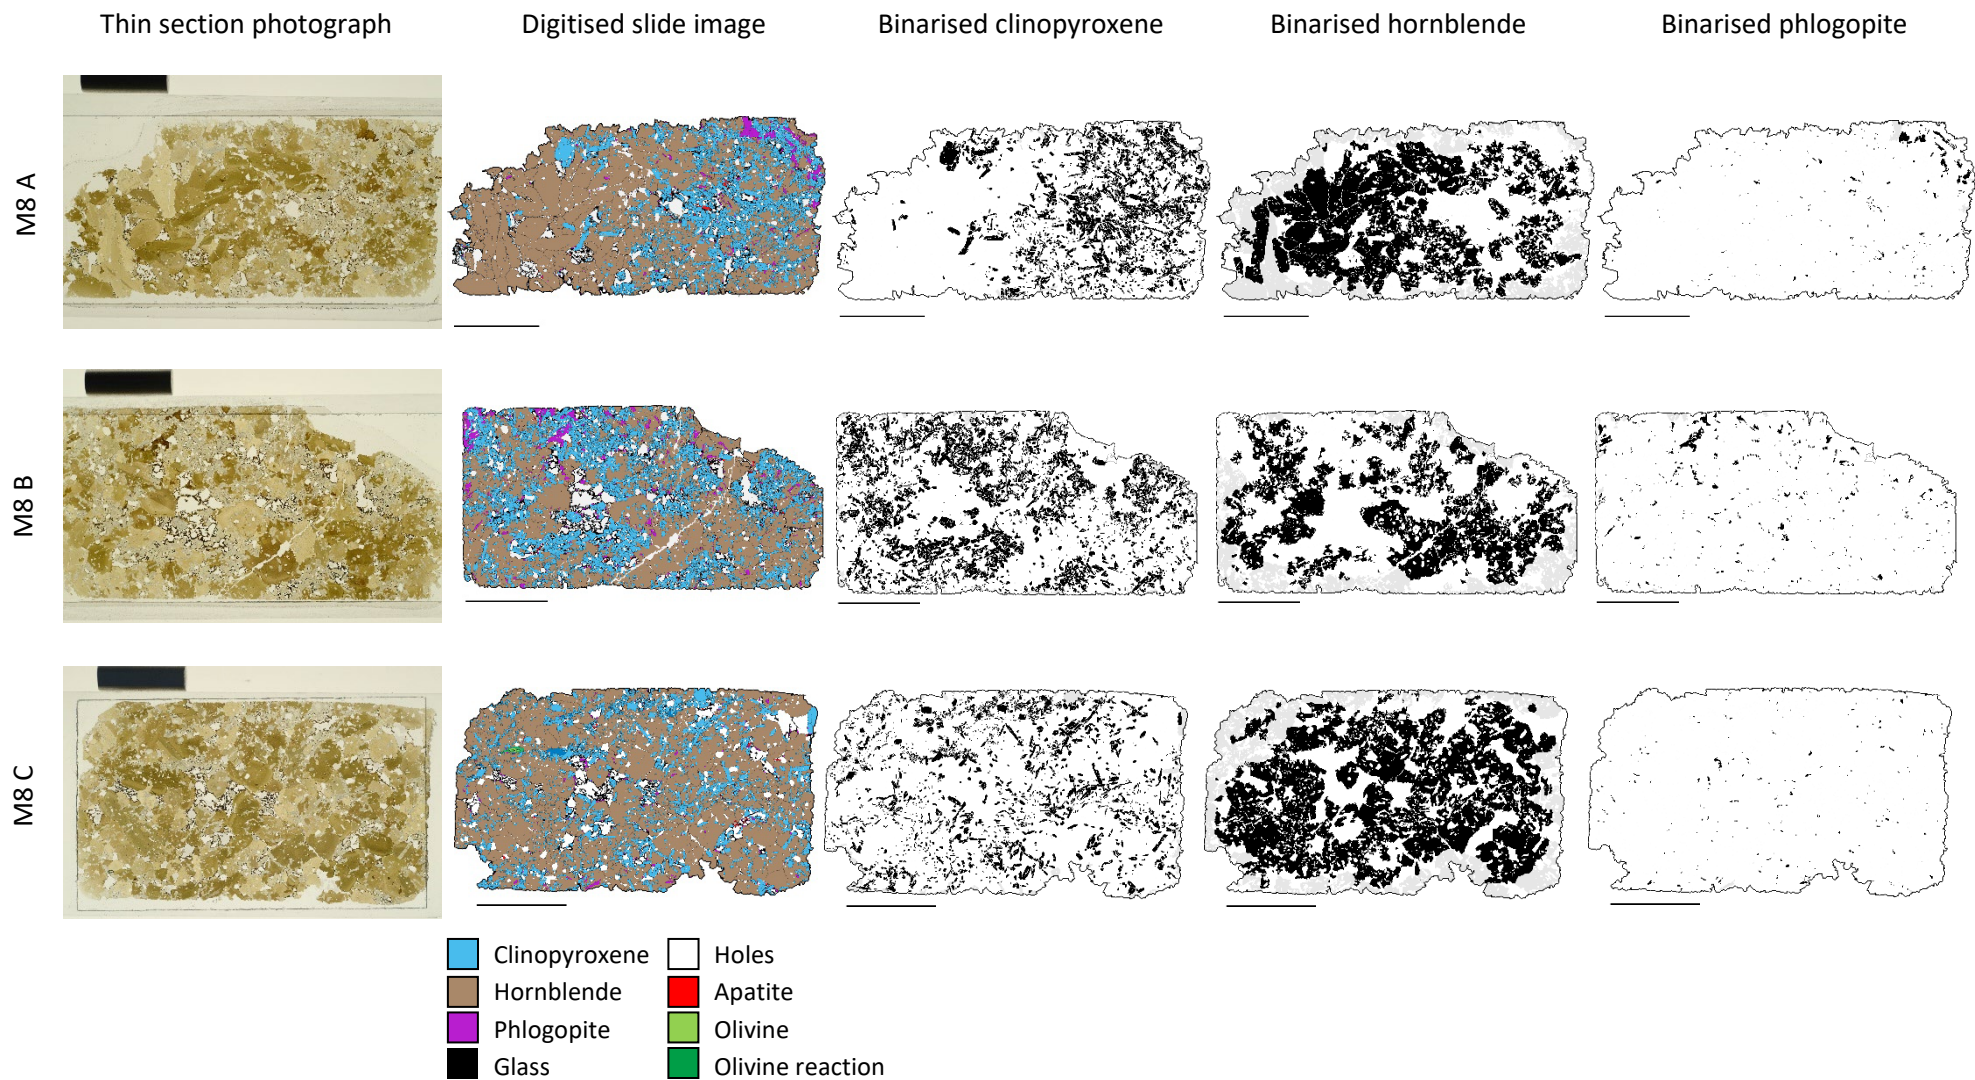 Thin section photograph Digitised slide image Binarised clinopyroxene Binarised hornblende Binarised phlogopite
M8 A
M8 B
M8 C
Clinopyroxene Holes
Hornblende Apatite
Phlogopite Olivine
Glass Olivine reaction